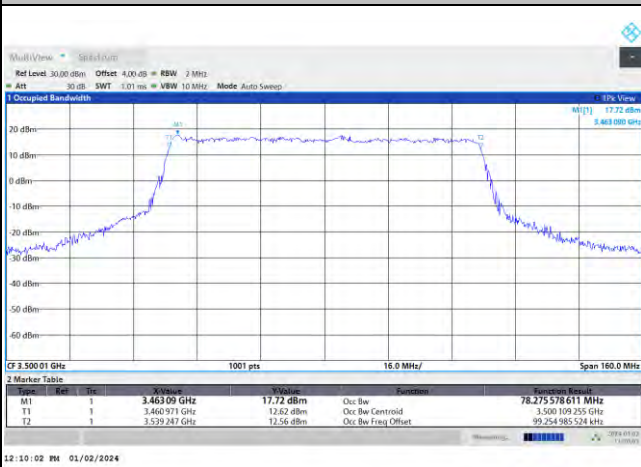 MultiView Spectrum
Ref Level 30.00 dBm Offset 4.00 dB RBW 2 MHz
Att 30 dB SWT 1.01 ms VBW 10 MHz Mode Auto Sweep
1 Occupied Bandwidth 1Pk View
M1[1] 17.72 dBm
3.463 090 GHz
M1
20 dBm
T1 T2
10 dBm
0 dBm
-10 dBm
-20 dBm
-30 dBm
-40 dBm
-50 dBm
-60 dBm
CF 3.500 01 GHz 1001 pts 16.0 MHz/ Span 160.0 MHz
2 Marker Table
Type Ref Trc X-Value Y-Value Function Function Result
M1 1 3.463 09 GHz 17.72 dBm Occ Bw 78.275 578 611 MHz
T1 1 3.460 971 GHz 12.62 dBm Occ Bw Centroid 3.500 109 255 GHz
T2 1 3.539 247 GHz 12.56 dBm Occ Bw Freq Offset 99.254 985 524 kHz
12:10:02 PM 01/02/2024